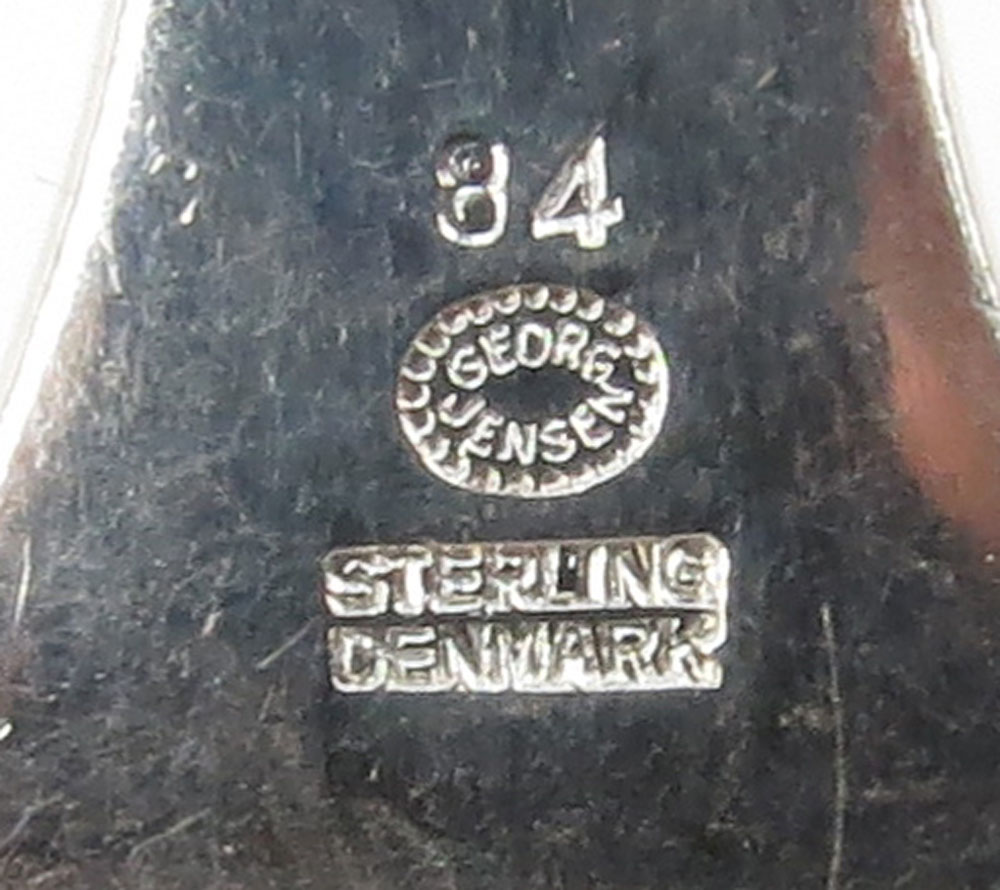 84
GEORG
JENSEN
STERLING
DENMARK